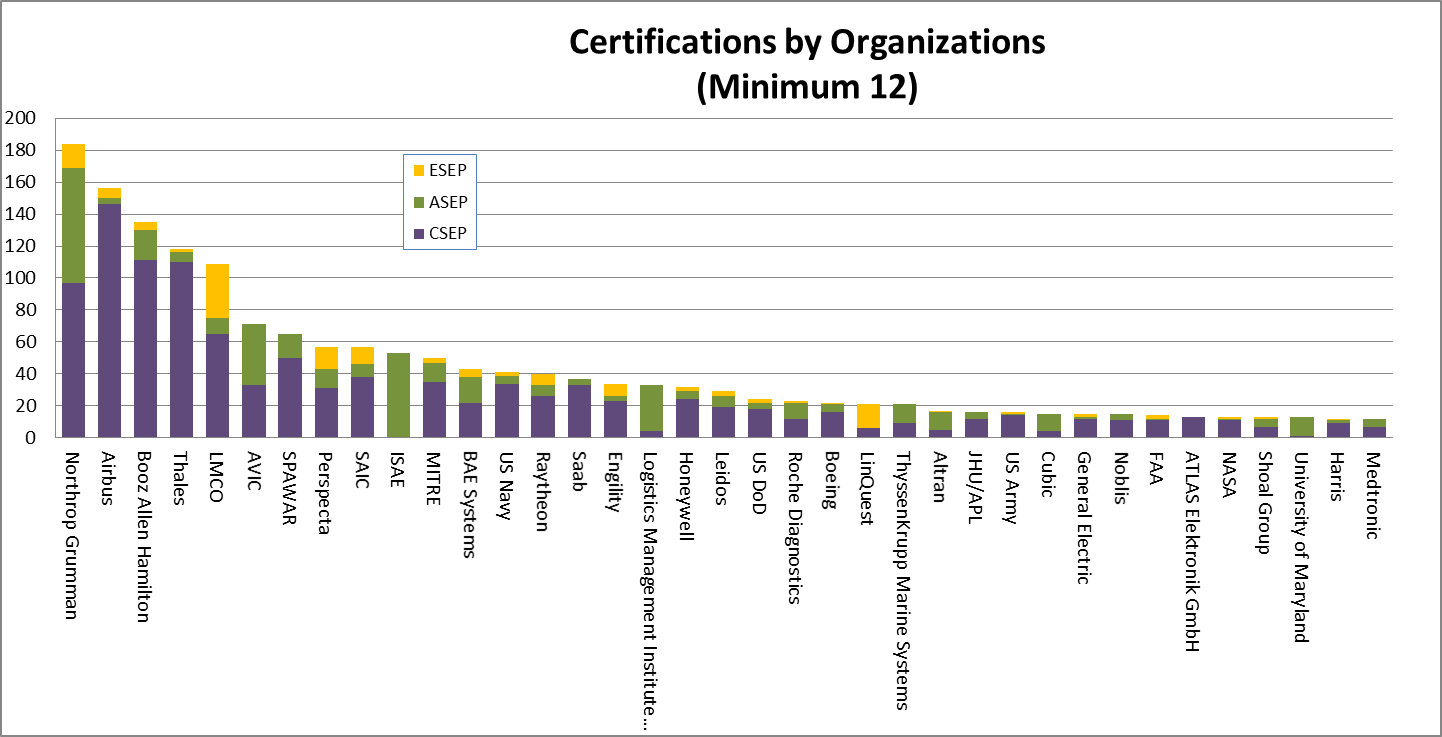 Certifications by Organizations
(Minimum 12)
200
180
160
140
120
100
80
60
40
20
0
ESEP
ASEP
CSEP
Northrop Grumman
Airbus
Booz Allen Hamilton
Thales
LMCO
AVIC
SPAWAR
Perspecta
SAIC
ISAE
MITRE
BAE Systems
US Navy
Raytheon
Saab
Engility
Logistics Management Institute...
Honeywell
Leidos
US DoD
Roche Diagnostics
Boeing
LinQuest
ThyssenKrupp Marine Systems
Altran
JHU/APL
US Army
Cubic
General Electric
Noblis
FAA
ATLAS Elektronik GmbH
NASA
Shoal Group
University of Maryland
Harris
Medtronic